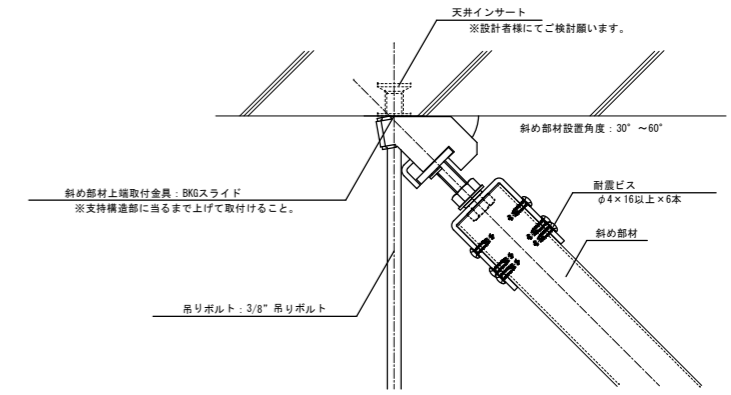 天井インサート
※設計者様にてご検討願います。
斜め部材設置角度：30°～60°
斜め部材上端取付金具：BKGスライド
※支持構造部に当るまで上げて取付けること。
耐震ビス
φ4×16以上×6本
斜め部材
吊りボルト：3/8"吊りボルト